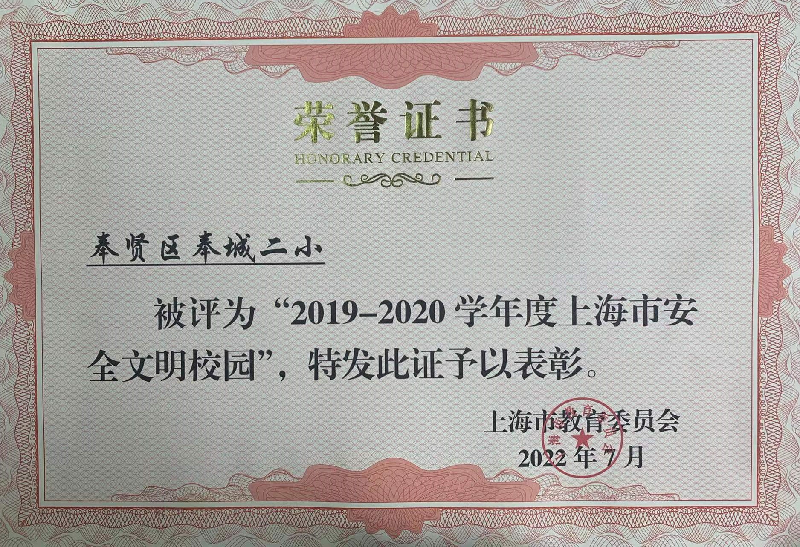 荣誉证书
HONORARY CREDENTIAL
奉贤区奉城二小
被评为“2019-2020学年度上海市安
全文明校园”，特发此证予以表彰。
上海市教育委员会
2022年7月